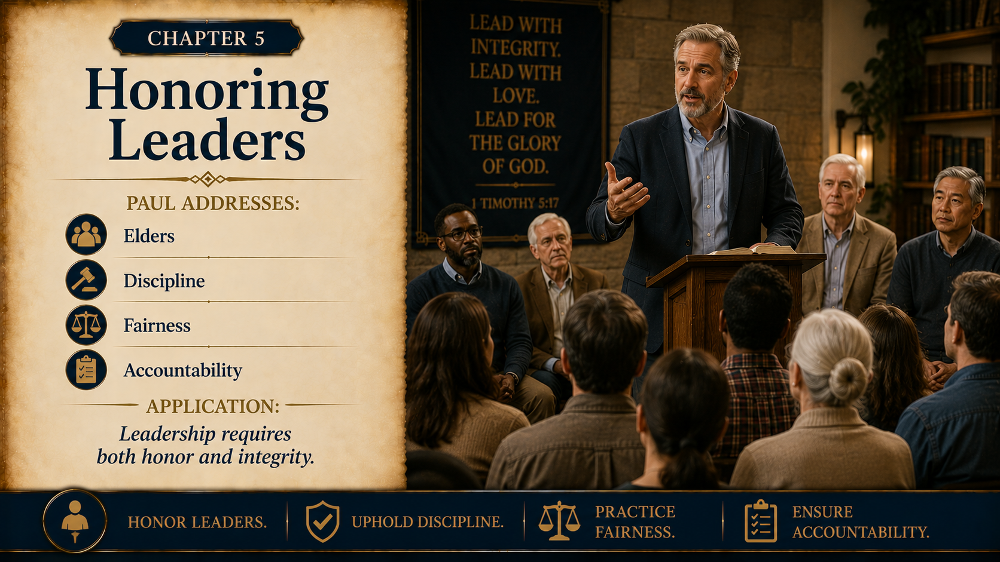 CHAPTER 5
Honoring
Leaders
PAUL ADDRESSES:
Elders
Discipline
Fairness
Accountability
APPLICATION:
Leadership requires
both honor and integrity.
LEAD WITH
INTEGRITY.
LEAD WITH
LOVE.
LEAD FOR
THE GLORY
OF GOD.
1 TIMOTHY 5:17
HONOR LEADERS.
UPHOLD DISCIPLINE.
PRACTICE
FAIRNESS.
ENSURE
ACCOUNTABILITY.